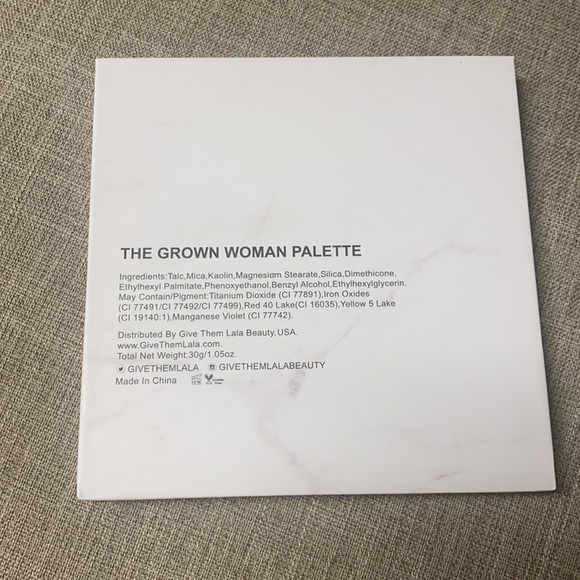 THE GROWN WOMAN PALETTE
Ingredients:Talc,Mica,Kaolin,Magnesiom Stearate,Silica,Dimethicone,
Ethylhexyl Palmitate,Phenoxyethanol,Benzyl Alcohol,Ethylhexylglycerin.
May Contain/Pigment:Titanium Dioxide (CI 77891),Iron Oxides
(CI 77491/CI 77492/CI 77499),Red 40 Lake(CI 16035),Yellow 5 Lake
(CI 19140:1),Manganese Violet (CI 77742).
Distributed By Give Them Lala Beauty,USA.
www.GiveThemLala.com.
Total Net Weight:30g/1.05oz.
GIVETHEMLALA GIVETHEMLALABEAUTY
Made In China